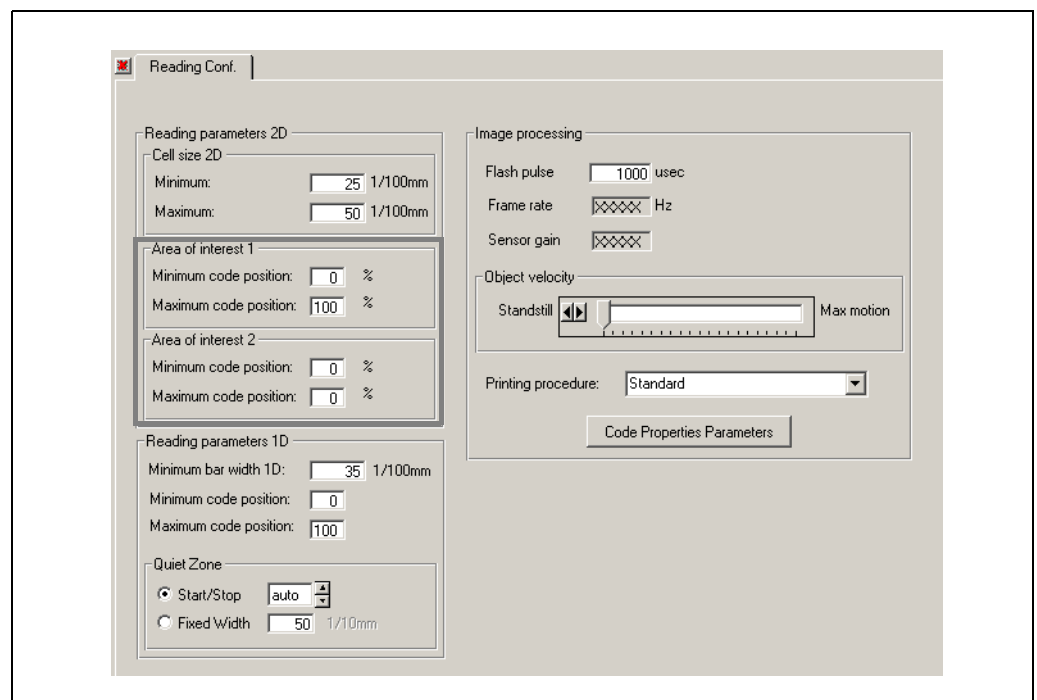 Reading Conf.
Reading parameters 2D
Cell size 2D
Minimum: 25 1/100mm
Maximum: 50 1/100mm
Area of interest 1
Minimum code position: 0 %
Maximum code position: 100 %
Area of interest 2
Minimum code position: 0 %
Maximum code position: 0 %
Reading parameters 1D
Minimum bar width 1D: 35 1/100mm
Minimum code position: 0
Maximum code position: 100
Quiet Zone
Start/Stop auto
Fixed Width 50 1/10mm
Image processing
Flash pulse 1000 usec
Frame rate XXXXX Hz
Sensor gain XXXXX
Object velocity
Standstill Max motion
Printing procedure: Standard
Code Properties Parameters